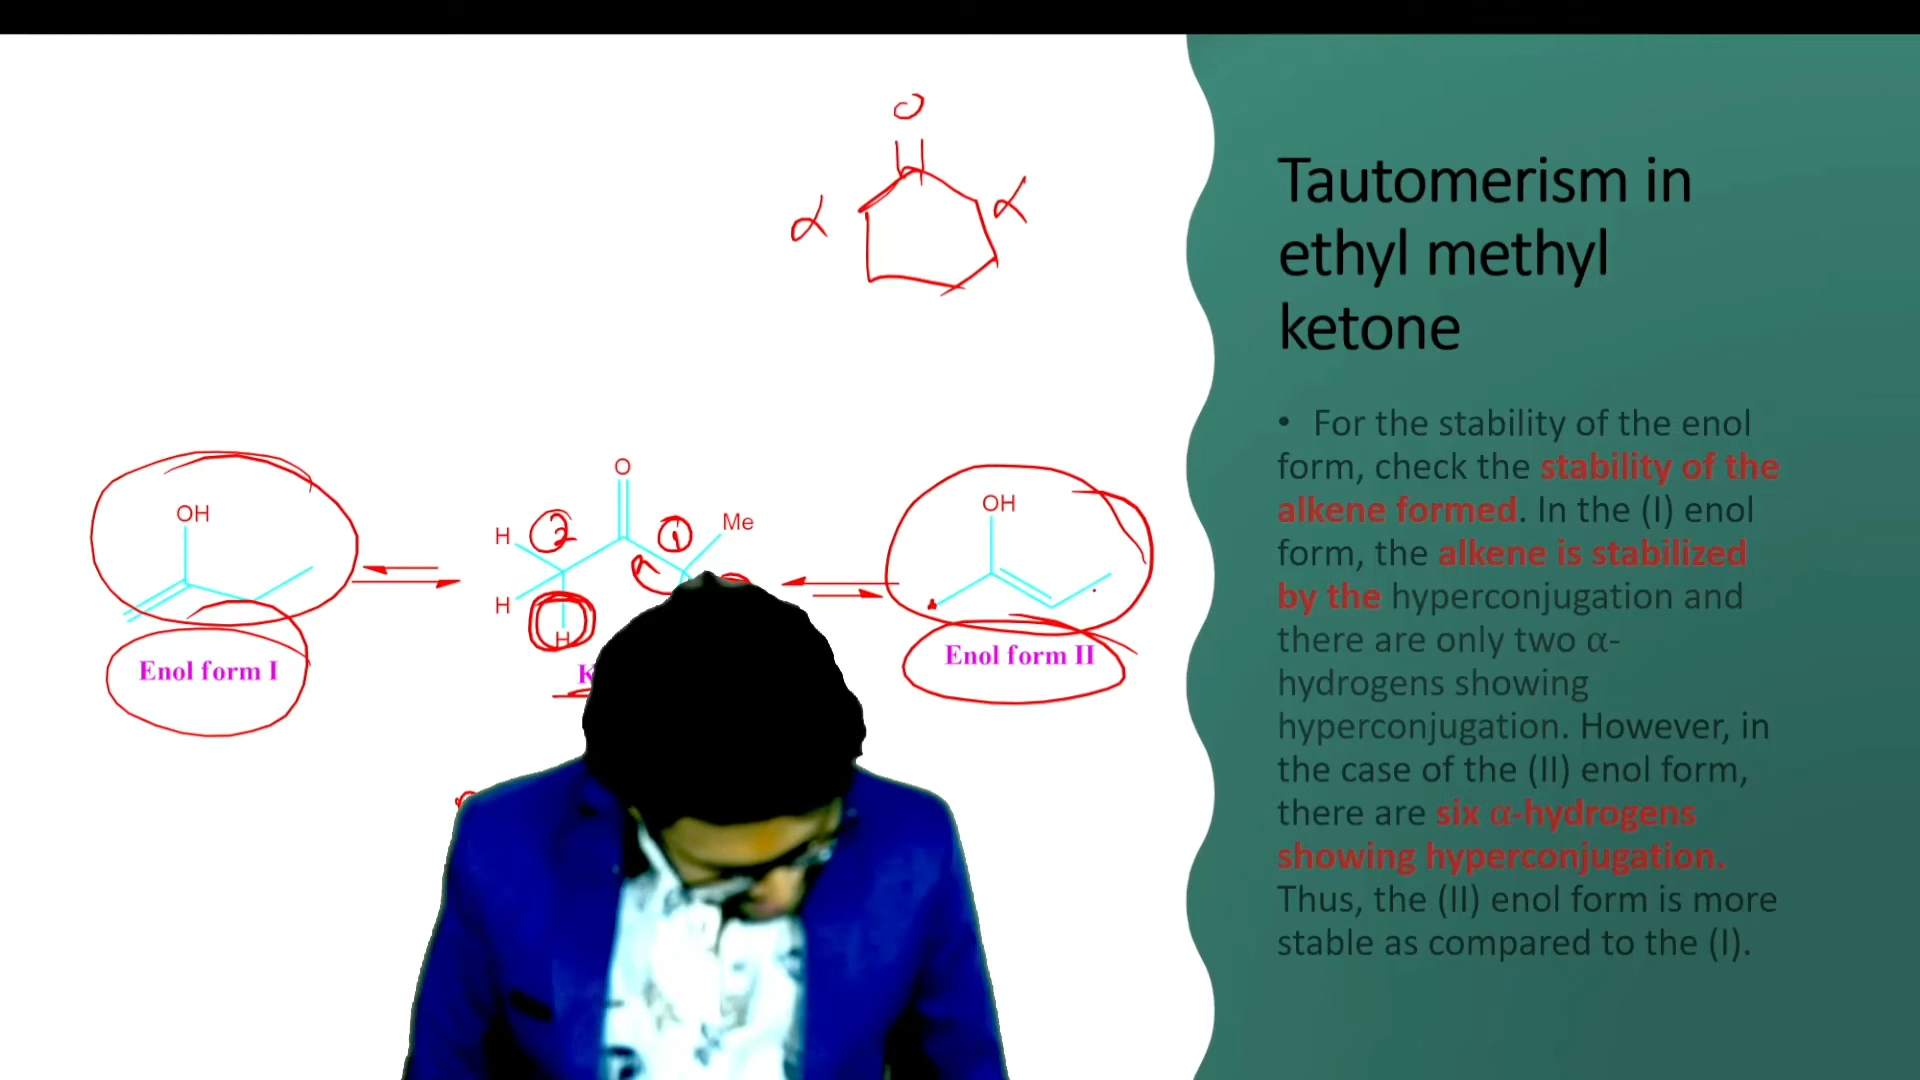 O
α
α
Tautomerism in
ethyl methyl
ketone
• For the stability of the enol
form, check the stability of the
alkene formed. In the (I) enol
form, the alkene is stabilized
by the hyperconjugation and
there are only two α-
hydrogens showing
hyperconjugation. However, in
the case of the (II) enol form,
there are six α-hydrogens
showing hyperconjugation.
Thus, the (II) enol form is more
stable as compared to the (I).
OH
Enol form I
O
H
2
1
Me
H
H
K
OH
Enol form II